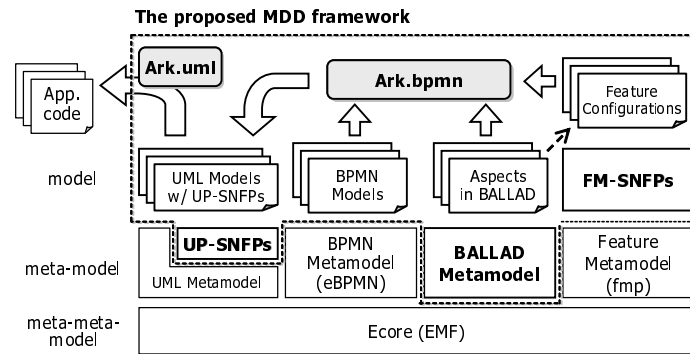 The proposed MDD framework
Ark.uml
Ark.bpmn
App.
code
Feature
Configurations
model
UML Models
w/ UP-SNFPs
BPMN
Models
Aspects
in BALLAD
FM-SNFPs
meta-model
UP-SNFPs
UML Metamodel
BPMN
Metamodel
(eBPMN)
BALLAD
Metamodel
Feature
Metamodel
(fmp)
meta-meta-
model
Ecore (EMF)